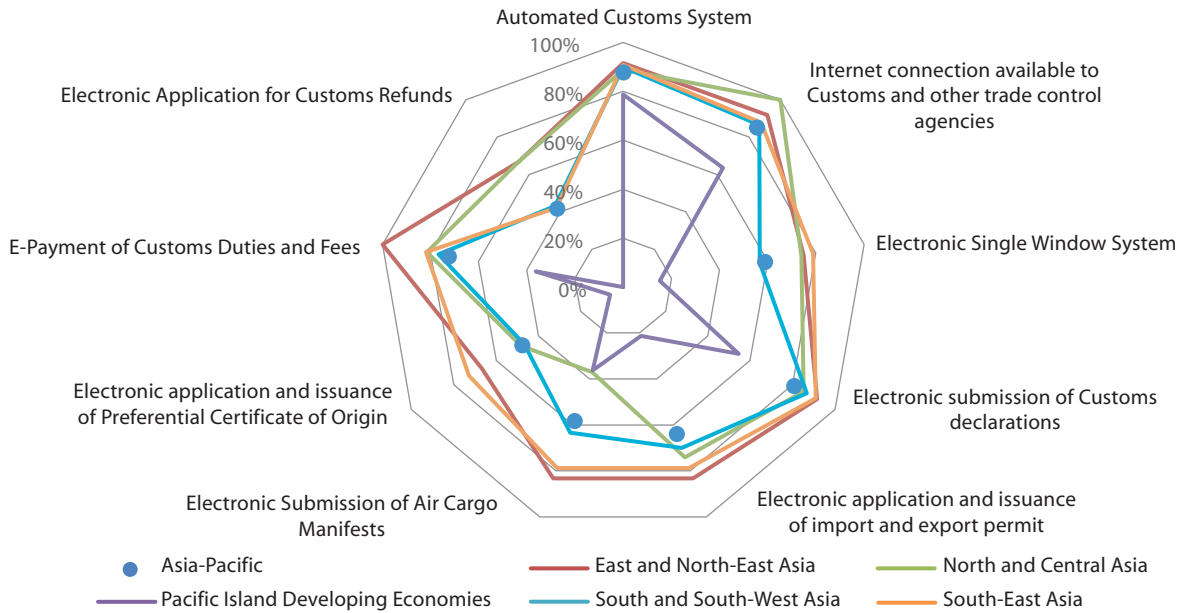 Automated Customs System
100%
80%
60%
40%
20%
0%
Internet connection available to
Customs and other trade control
agencies
Electronic Single Window System
Electronic submission of Customs
declarations
Electronic application and issuance
of import and export permit
Electronic Submission of Air Cargo
Manifests
Electronic application and issuance
of Preferential Certificate of Origin
E-Payment of Customs Duties and Fees
Electronic Application for Customs Refunds
Asia-Pacific
East and North-East Asia
North and Central Asia
Pacific Island Developing Economies
South and South-West Asia
South-East Asia